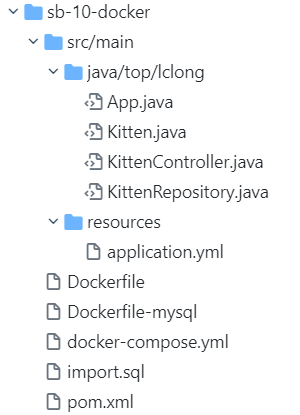 sb-10-docker
src/main
java/top/lclong
App.java
Kitten.java
KittenController.java
KittenRepository.java
resources
application.yml
Dockerfile
Dockerfile-mysql
docker-compose.yml
import.sql
pom.xml